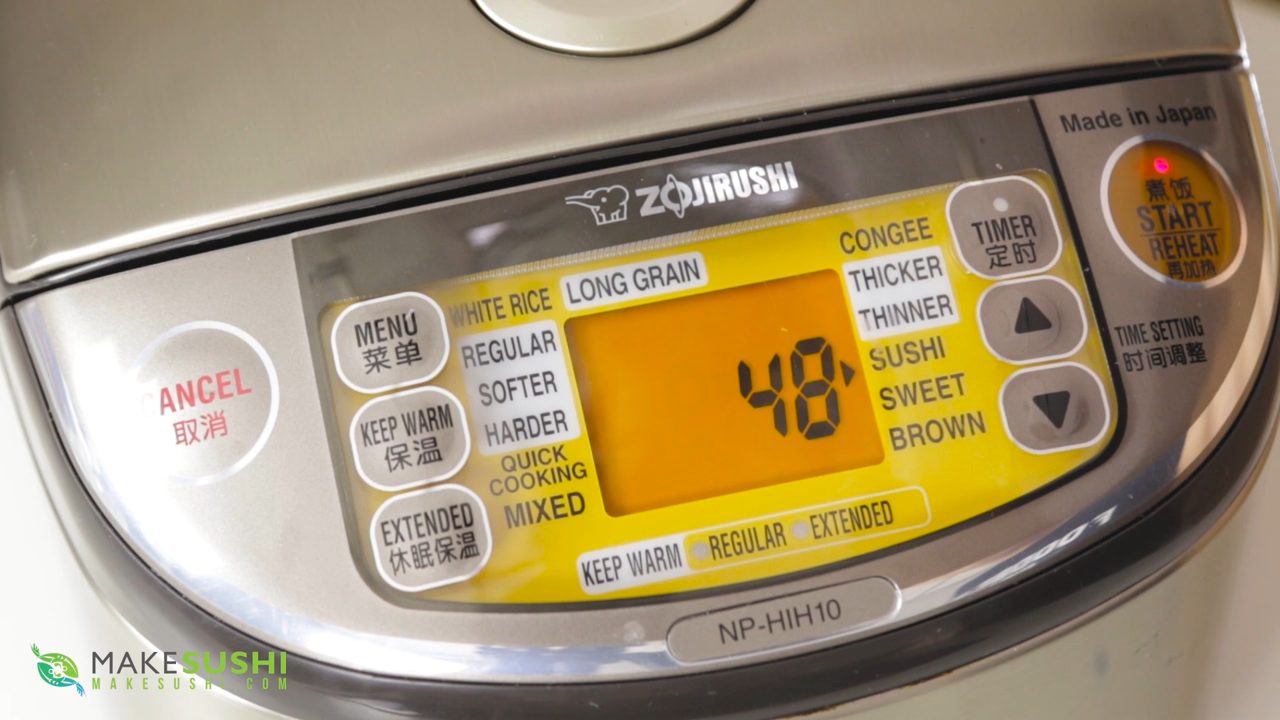 ZOJIRUSHI
Made in Japan
煮饭
START
REHEAT
再加热
CANCEL
取消
MENU
菜单
KEEP WARM
保温
EXTENDED
休眠保温
WHITE RICE
LONG GRAIN
REGULAR
SOFTER
HARDER
QUICK
COOKING
MIXED
48
CONGEE
THICKER
THINNER
SUSHI
SWEET
BROWN
TIMER
定时
TIME SETTING
时间调整
KEEP WARM REGULAR EXTENDED
NP-HIH10
MAKESUSHI